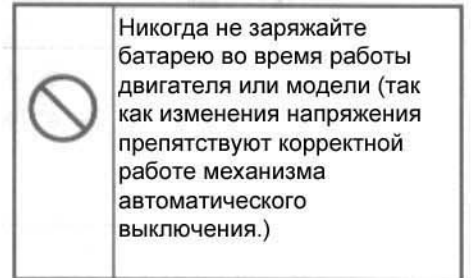 Никогда не заряжайте
батарею во время работы
двигателя или модели (так
как изменения напряжения
препятствуют корректной
работе механизма
автоматического
выключения.)